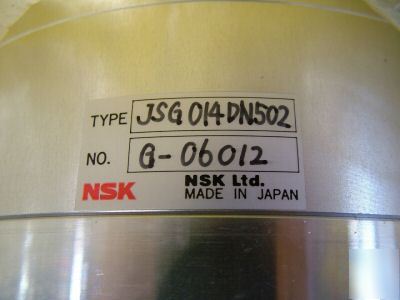 TYPE JSG014DN502
NO. G-06012
NSK NSK Ltd.
MADE IN JAPAN